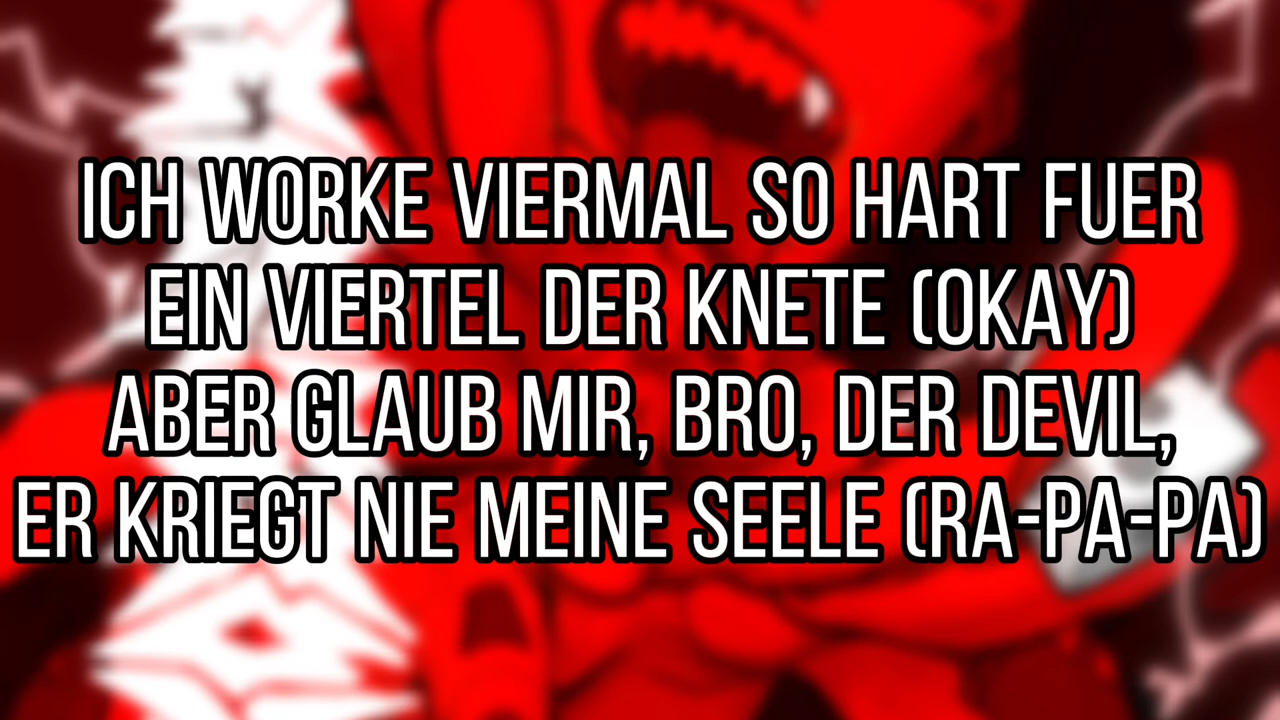 ICH WORKE VIERMAL SO HART FUER
EIN VIERTEL DER KNETE (OKAY)
ABER GLAUB MIR, BRO, DER DEVIL,
ER KRIEGT NIE MEINE SEELE (RA-PA-PA)